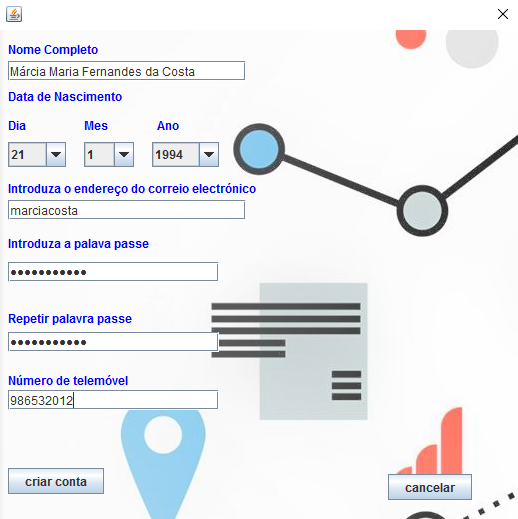 Nome Completo
Márcia Maria Fernandes da Costa
Data de Nascimento
Dia Mes Ano
21 1 1994
Introduza o endereço do correio electrónico
marciacosta
Introduza a palava passe
●●●●●●●●●●●
Repetir palavra passe
●●●●●●●●●●●
Número de telemóvel
986532012
criar conta cancelar